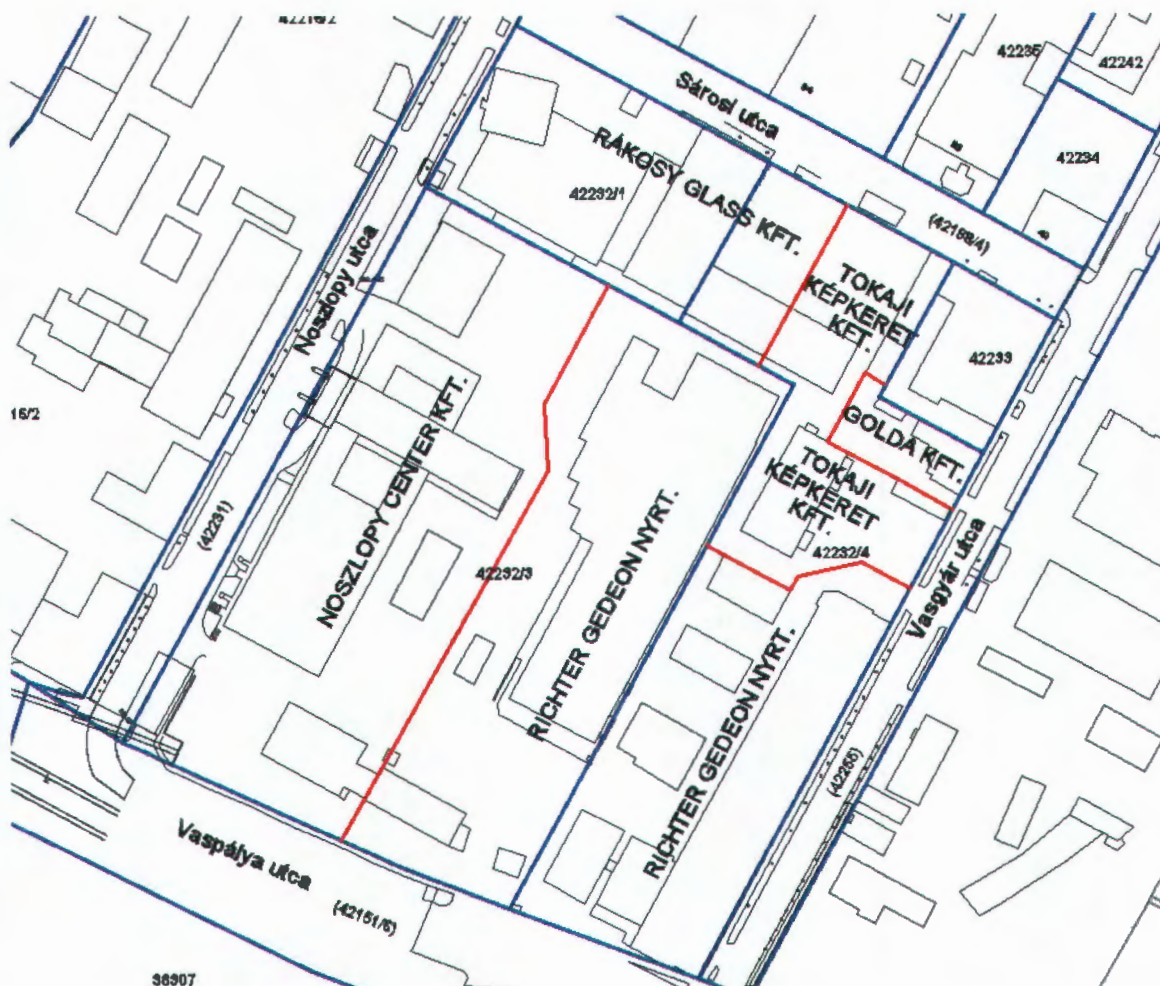 42235
42242
Sárosi utca
42234
RÁKOSY GLASS KFT.
42232/1
(42188/4)
Noszlopy utca
TOKAJI
KÉPKERET
KFT.
42233
16/2
GOLDA KFT.
NOSZLOPY CENTER KFT.
TOKAJI
KÉPKERET
KFT.
42232/4
(42231)
42232/3
RICHTER GEDEON NYRT.
Vasgyár utca
RICHTER GEDEON NYRT.
(42255)
Vaspálya utca
(42151/6)
38307